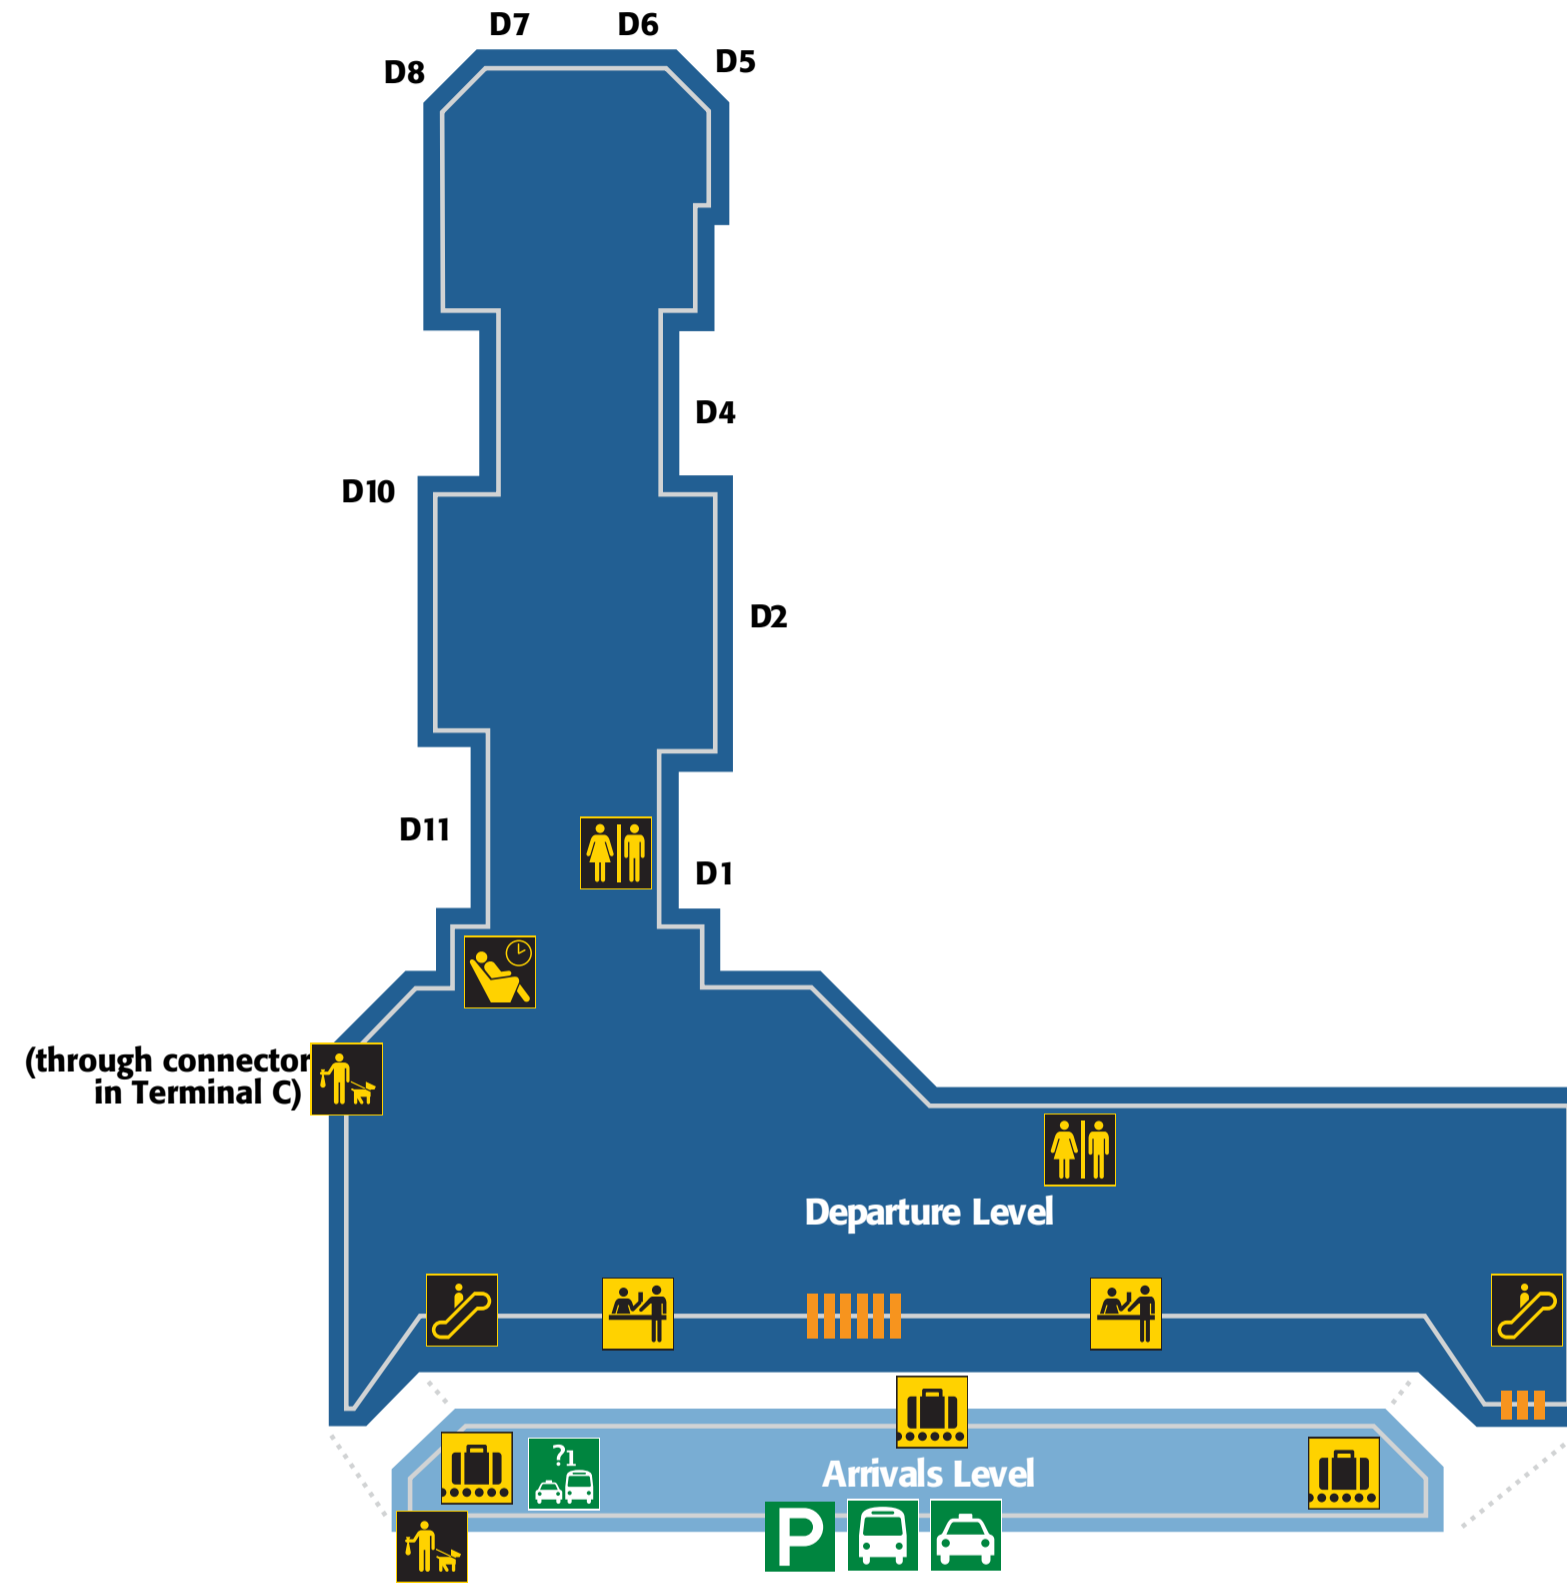 D7
D6
D5
D8
D4
D10
D2
D11
D1
(through connector
in Terminal C)
Departure Level
?1
Arrivals Level
P